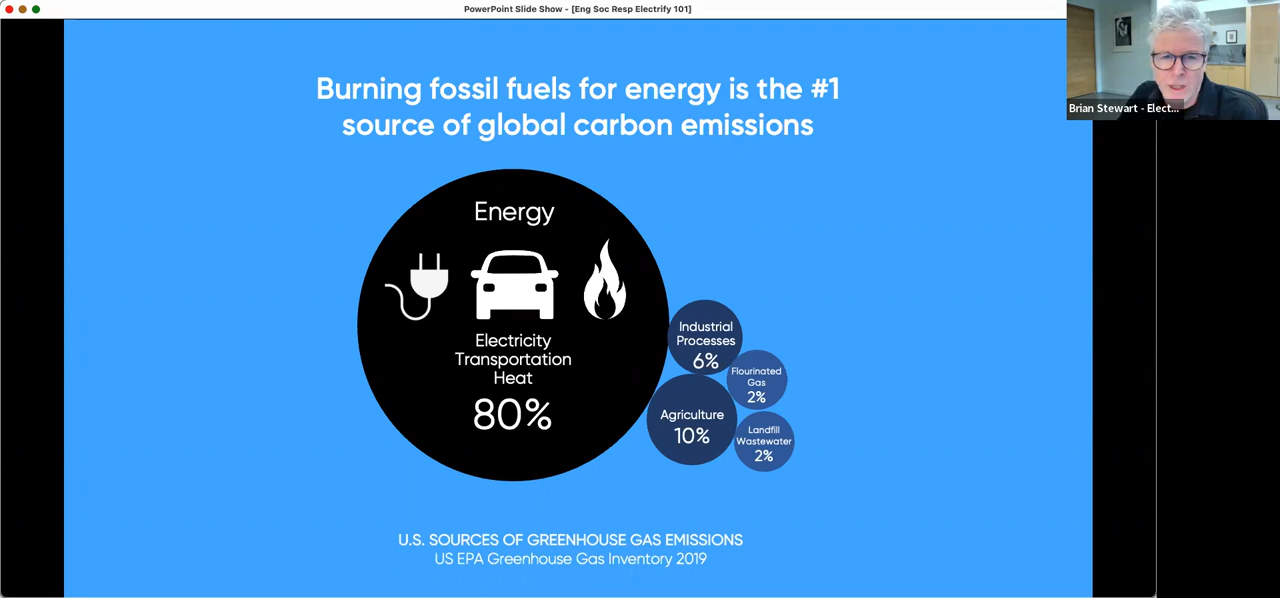 PowerPoint Slide Show - [Eng Soc Resp Electrify 101]
Brian Stewart - Elect...
Burning fossil fuels for energy is the #1
source of global carbon emissions
Energy
Electricity
Transportation
Heat
80%
Industrial
Processes
6%
Flourinated
Gas
2%
Agriculture
10%
Landfill
Wastewater
2%
U.S. SOURCES OF GREENHOUSE GAS EMISSIONS
US EPA Greenhouse Gas Inventory 2019